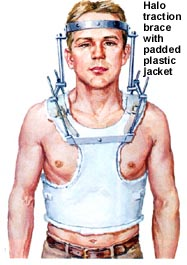 Halo
traction
brace
with
padded
plastic
jacket